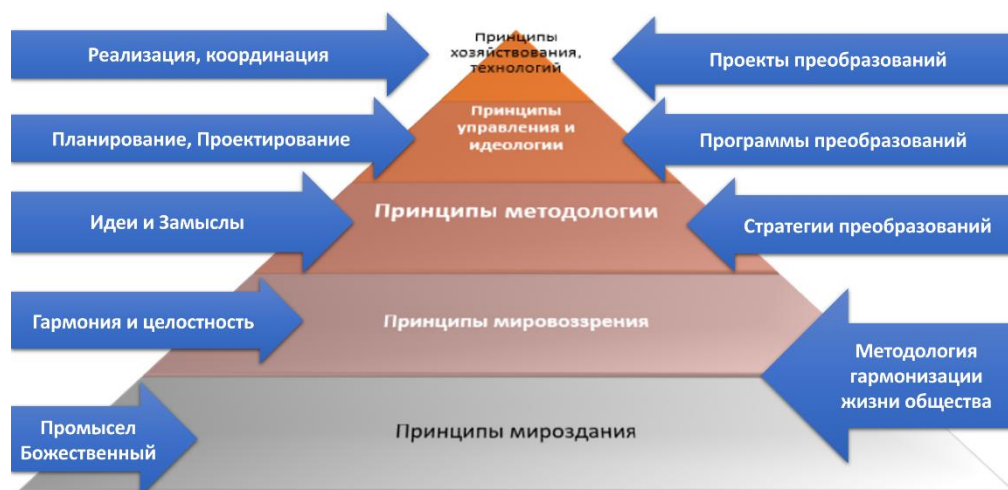 Реализация, координация
Принципы
хозяйствования,
технологий
Проекты преобразований
Планирование, Проектирование
Принципы
управления и
идеологии
Программы преобразований
Идеи и Замыслы
Принципы методологии
Стратегии преобразований
Гармония и целостность
Принципы мировоззрения
Методология
гармонизации
жизни общества
Промысел
Божественный
Принципы мироздания